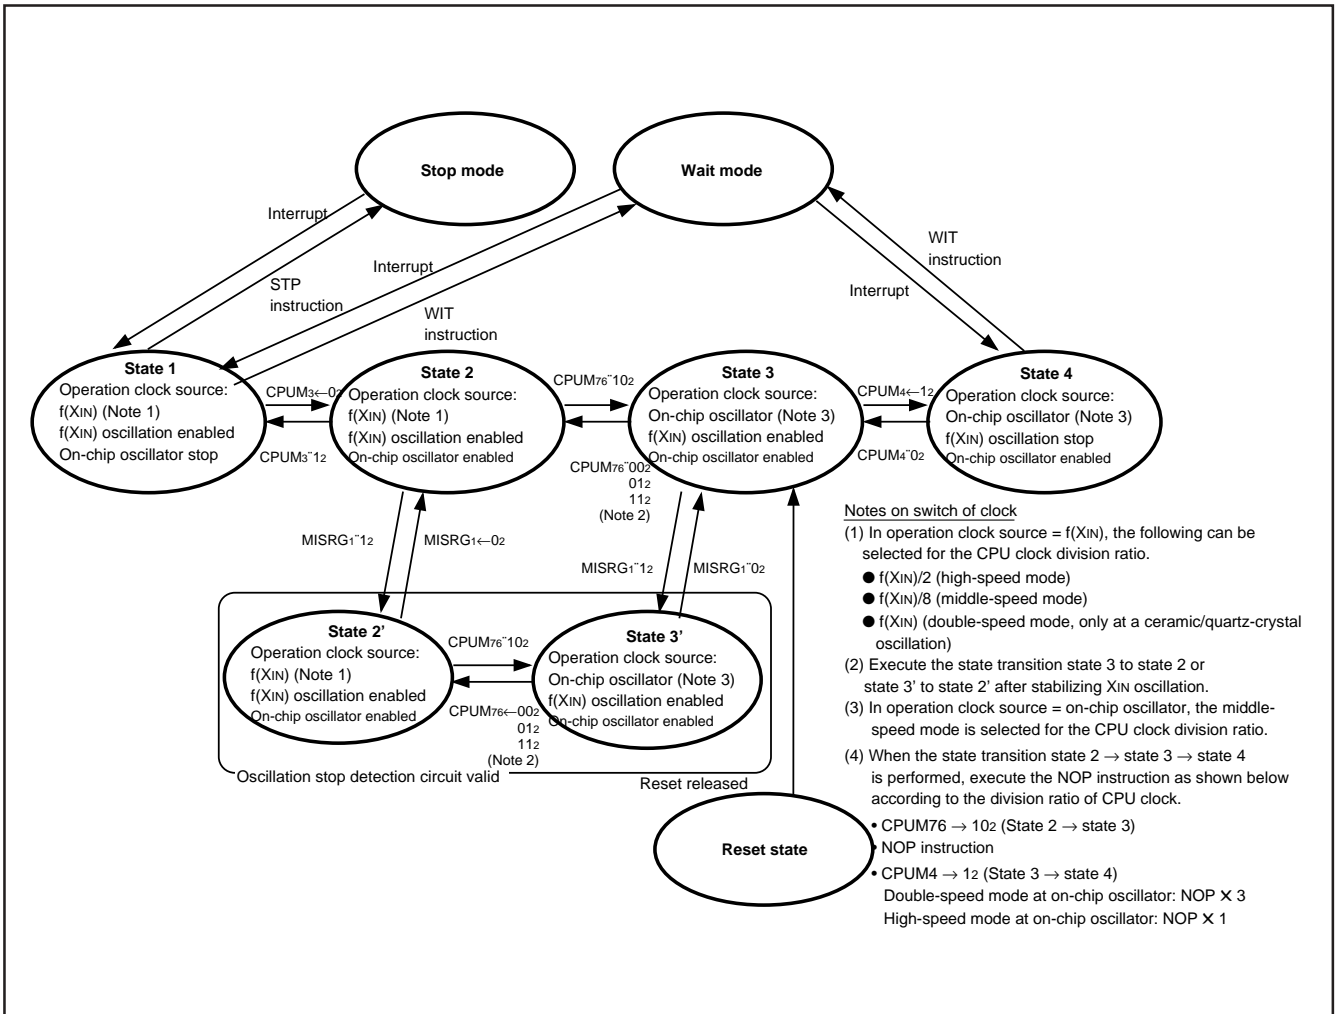 Stop mode
Wait mode
Interrupt
STP
instruction
Interrupt
WIT
instruction
WIT
instruction
Interrupt
State 1
Operation clock source:
f(XIN) (Note 1)
f(XIN) oscillation enabled
On-chip oscillator stop
CPUM3←02
CPUM3¨12
State 2
Operation clock source:
f(XIN) (Note 1)
f(XIN) oscillation enabled
On-chip oscillator enabled
CPUM76¨102
CPUM76¨002
012
112
(Note 2)
State 3
Operation clock source:
On-chip oscillator (Note 3)
f(XIN) oscillation enabled
On-chip oscillator enabled
CPUM4←12
CPUM4¨02
State 4
Operation clock source:
On-chip oscillator (Note 3)
f(XIN) oscillation stop
On-chip oscillator enabled
MISRG1¨12
MISRG1←02
MISRG1¨12
MISRG1¨02
State 2’
Operation clock source:
f(XIN) (Note 1)
f(XIN) oscillation enabled
On-chip oscillator enabled
CPUM76¨102
CPUM76←002
012
112
(Note 2)
State 3’
Operation clock source:
On-chip oscillator (Note 3)
f(XIN) oscillation enabled
On-chip oscillator enabled
Oscillation stop detection circuit valid
Reset released
Reset state
Notes on switch of clock
(1) In operation clock source = f(XIN), the following can be
selected for the CPU clock division ratio.
● f(XIN)/2 (high-speed mode)
● f(XIN)/8 (middle-speed mode)
● f(XIN) (double-speed mode, only at a ceramic/quartz-crystal
oscillation)
(2) Execute the state transition state 3 to state 2 or
state 3’ to state 2’ after stabilizing XIN oscillation.
(3) In operation clock source = on-chip oscillator, the middle-
speed mode is selected for the CPU clock division ratio.
(4) When the state transition state 2 → state 3 → state 4
is performed, execute the NOP instruction as shown below
according to the division ratio of CPU clock.
• CPUM76 → 102 (State 2 → state 3)
• NOP instruction
• CPUM4 → 12 (State 3 → state 4)
Double-speed mode at on-chip oscillator: NOP ✕ 3
High-speed mode at on-chip oscillator: NOP ✕ 1